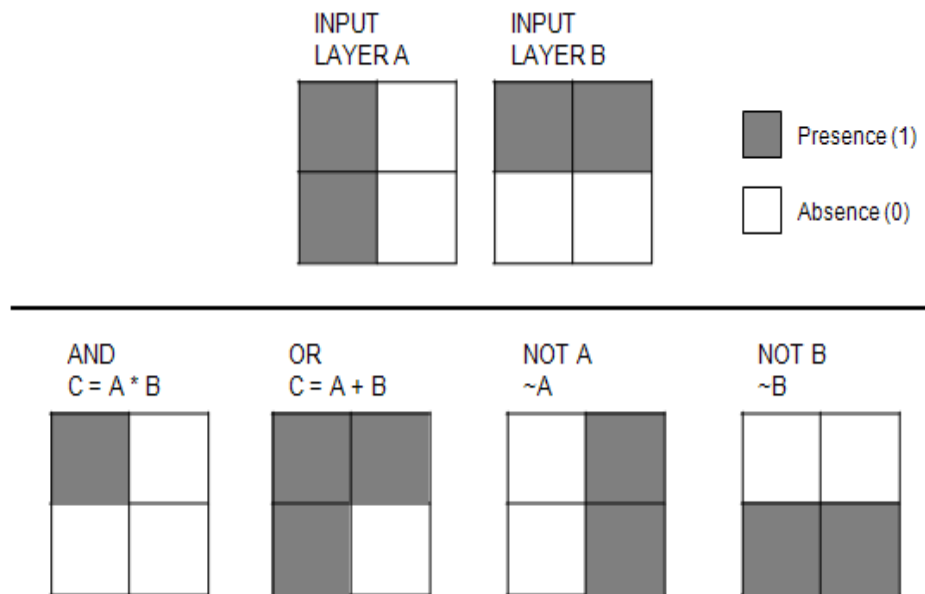 INPUT
LAYER A
INPUT
LAYER B
Presence (1)
Absence (0)
AND
C = A * B
OR
C = A + B
NOT A
~A
NOT B
~B